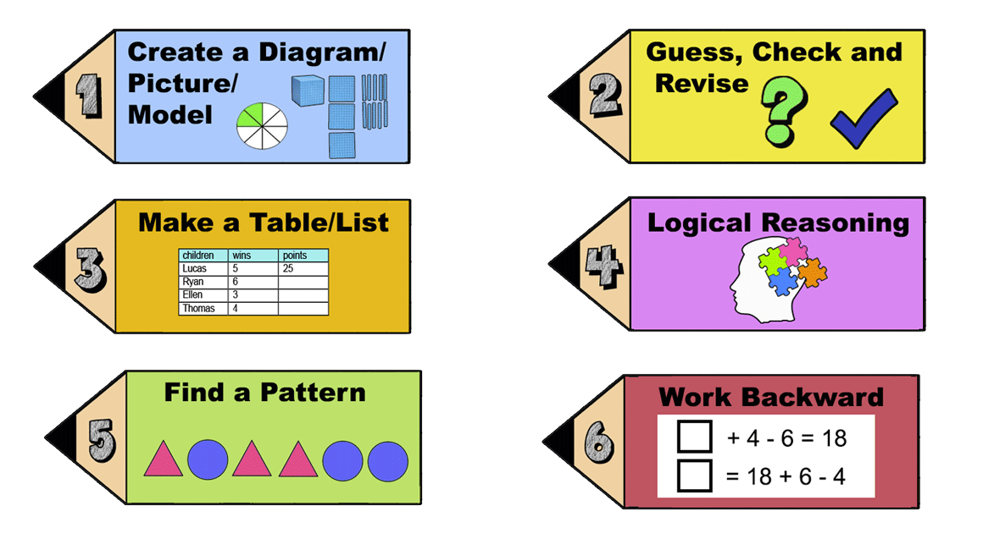 1
Create a Diagram/
Picture/
Model
2
Guess, Check and
Revise
?
3
Make a Table/List
children wins points
Lucas 5 25
Ryan 6
Ellen 3
Thomas 4
4
Logical Reasoning
5
Find a Pattern
6
Work Backward
+ 4 - 6 = 18
= 18 + 6 - 4